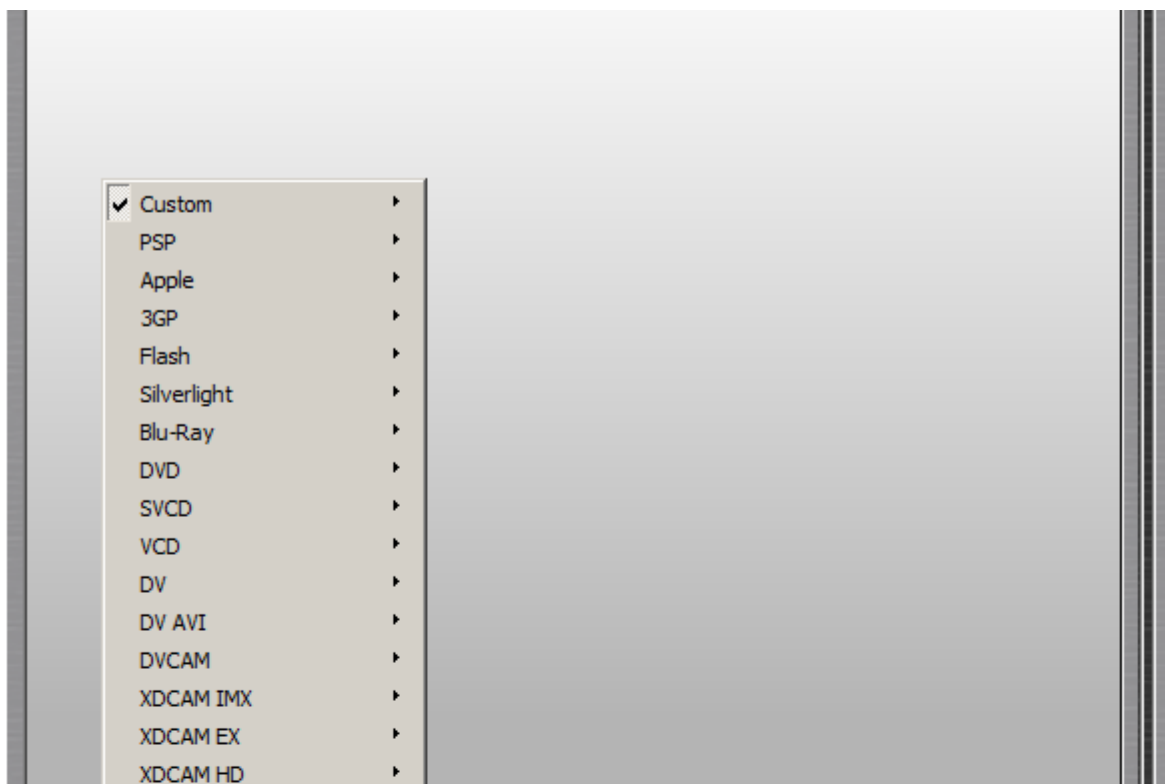 Custom
PSP
Apple
3GP
Flash
Silverlight
Blu-Ray
DVD
SVCD
VCD
DV
DV AVI
DVCAM
XDCAM IMX
XDCAM EX
XDCAM HD